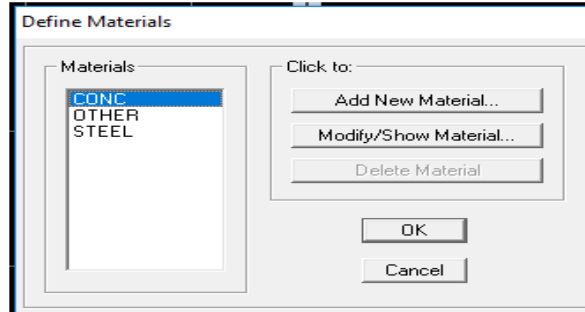 Define Materials
Materials
CONC
OTHER
STEEL
Click to:
Add New Material...
Modify/Show Material...
Delete Material
OK
Cancel